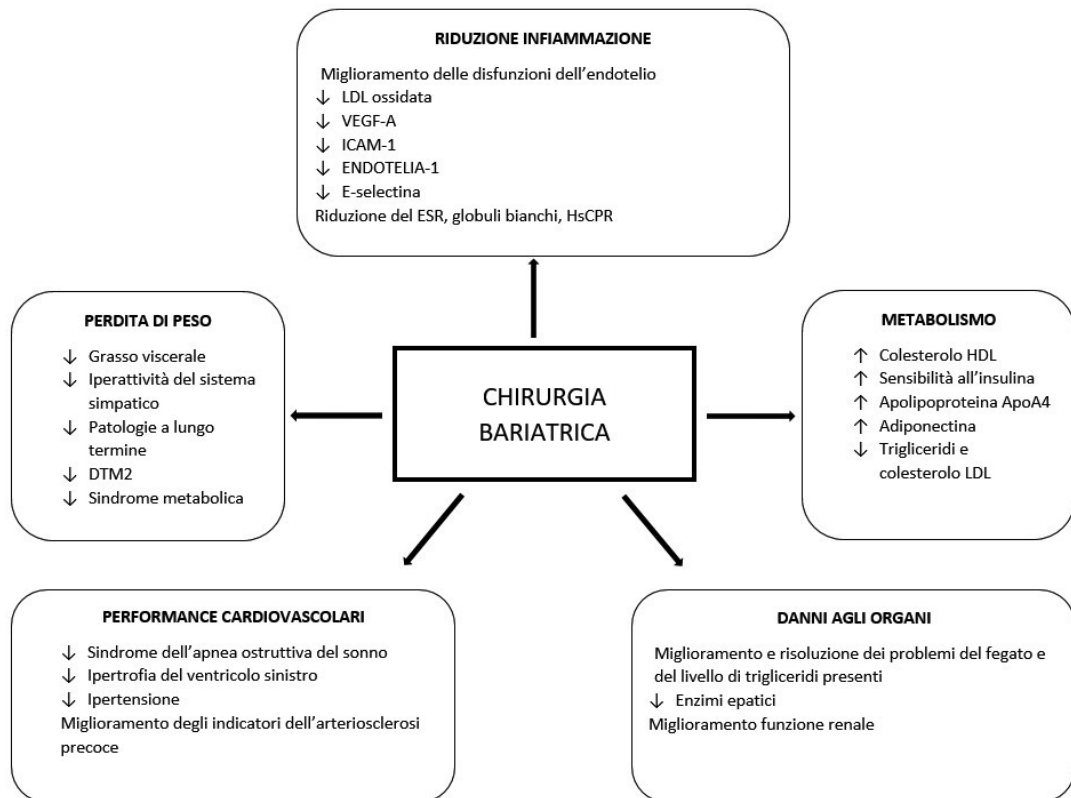 RIDUZIONE INFIAMMAZIONE
Miglioramento delle disfunzioni dell'endotelio
↓ LDL ossidata
↓ VEGF-A
↓ ICAM-1
↓ ENDOTELIA-1
↓ E-selectina
Riduzione del ESR, globuli bianchi, HsCPR
PERDITA DI PESO
↓ Grasso viscerale
↓ Iperattività del sistema
simpatico
↓ Patologie a lungo
termine
↓ DTM2
↓ Sindrome metabolica
CHIRURGIA
BARIATRICA
METABOLISMO
↑ Colesterolo HDL
↑ Sensibilità all'insulina
↑ Apolipoproteina ApoA4
↑ Adiponectina
↓ Trigliceridi e
colesterolo LDL
PERFORMANCE CARDIOVASCOLARI
↓ Sindrome dell'apnea ostruttiva del sonno
↓ Ipertrofia del ventricolo sinistro
↓ Ipertensione
Miglioramento degli indicatori dell'arteriosclerosi
precoce
DANNI AGLI ORGANI
Miglioramento e risoluzione dei problemi del fegato e
del livello di trigliceridi presenti
↓ Enzimi epatici
Miglioramento funzione renale